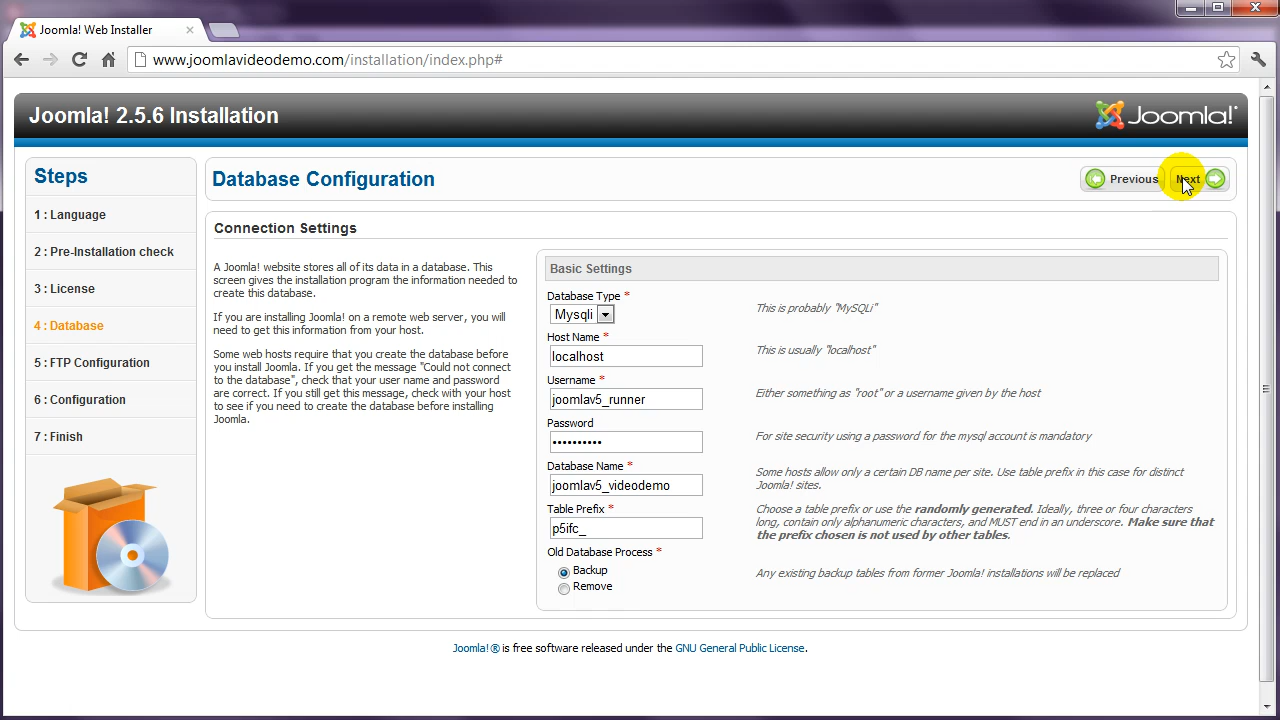 Joomla! Web Installer
www.joomlavideodemo.com/installation/index.php#
Joomla! 2.5.6 Installation
Joomla!®
Steps
1 : Language
2 : Pre-Installation check
3 : License
4 : Database
5 : FTP Configuration
6 : Configuration
7 : Finish
Database Configuration
Previous
Next
Connection Settings
A Joomla! website stores all of its data in a database. This
screen gives the installation program the information needed to
create this database.
If you are installing Joomla! on a remote web server, you will
need to get this information from your host.
Some web hosts require that you create the database before
you install Joomla. If you get the message "Could not connect
to the database", check that your user name and password
are correct. If you still get this message, check with your host
to see if you need to create the database before installing
Joomla.
Basic Settings
Database Type *
Mysqli
This is probably "MySQLi"
Host Name *
localhost
This is usually "localhost"
Username *
joomlav5_runner
Either something as "root" or a username given by the host
Password
••••••••••
For site security using a password for the mysql account is mandatory
Database Name *
joomlav5_videodemo
Some hosts allow only a certain DB name per site. Use table prefix in this case for distinct
Joomla! sites.
Table Prefix *
p5ifc_
Choose a table prefix or use the randomly generated. Ideally, three or four characters
long, contain only alphanumeric characters, and MUST end in an underscore. Make sure that
the prefix chosen is not used by other tables.
Old Database Process *
Backup
Remove
Any existing backup tables from former Joomla! installations will be replaced
Joomla!® is free software released under the GNU General Public License.